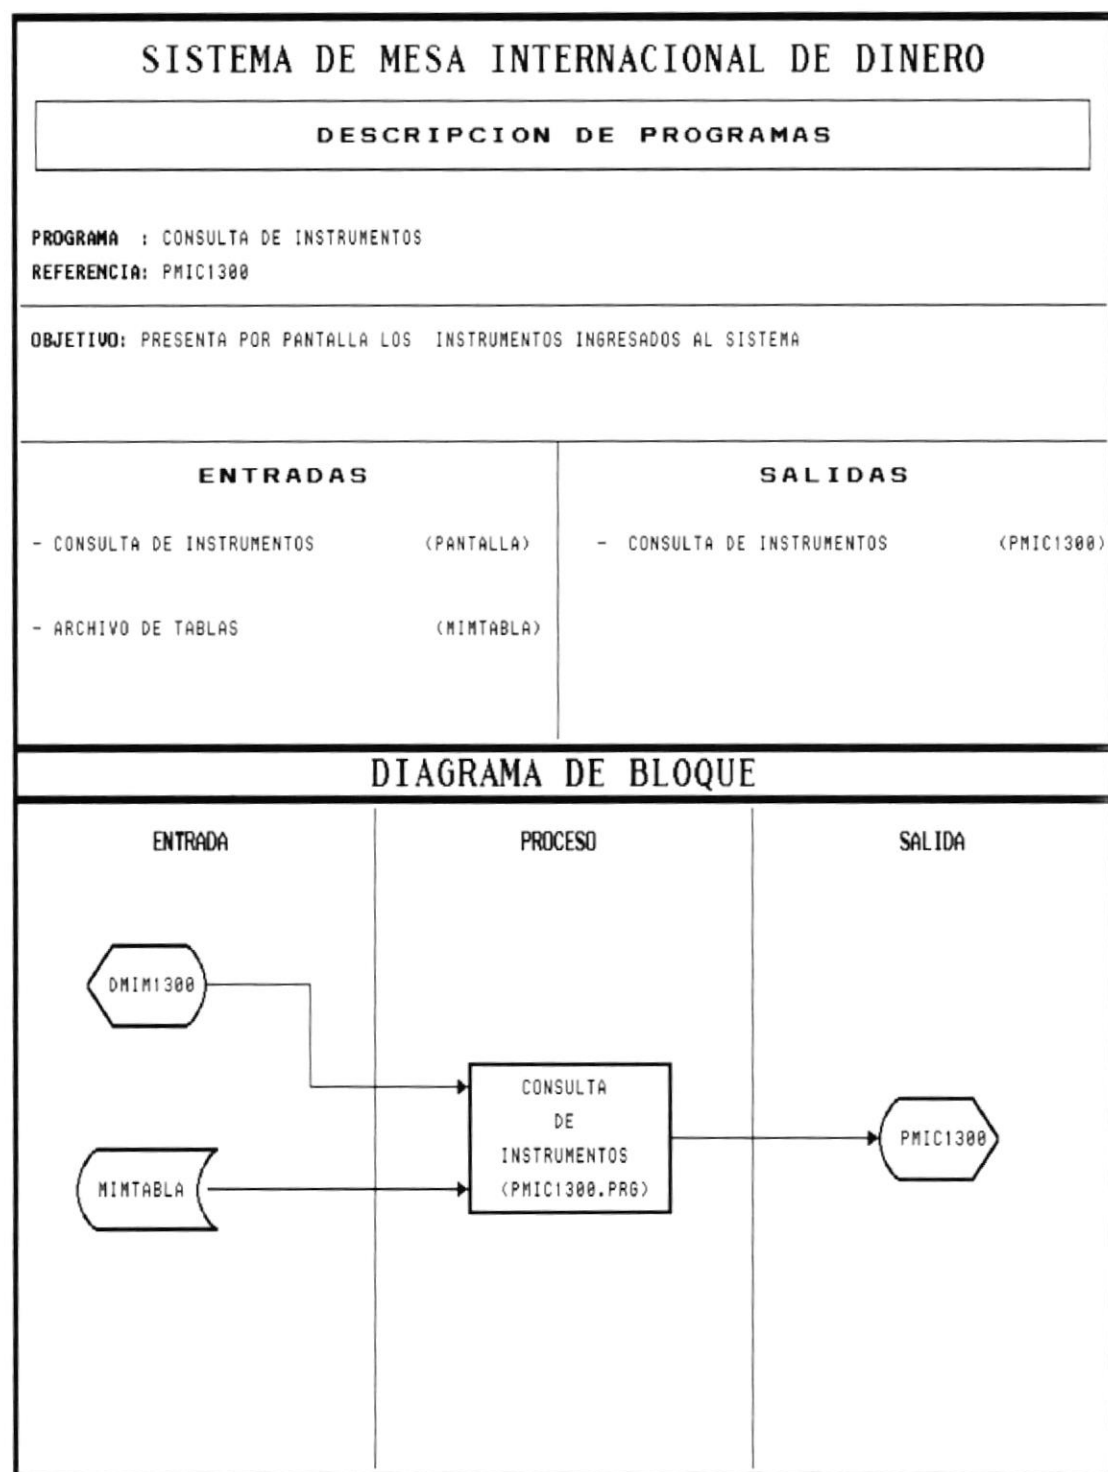 SISTEMA DE MESA INTERNACIONAL DE DINERO
DESCRIPCION DE PROGRAMAS
PROGRAMA : CONSULTA DE INSTRUMENTOS
REFERENCIA: PMIC1300
OBJETIVO: PRESENTA POR PANTALLA LOS INSTRUMENTOS INGRESADOS AL SISTEMA
ENTRADAS
- CONSULTA DE INSTRUMENTOS (PANTALLA)
- ARCHIVO DE TABLAS (MIMTABLA)
SALIDAS
- CONSULTA DE INSTRUMENTOS (PMIC1300)
DIAGRAMA DE BLOQUE
ENTRADA
PROCESO
SALIDA
DMIM1300
MIMTABLA
CONSULTA
DE
INSTRUMENTOS
(PMIC1300.PRG)
PMIC1300